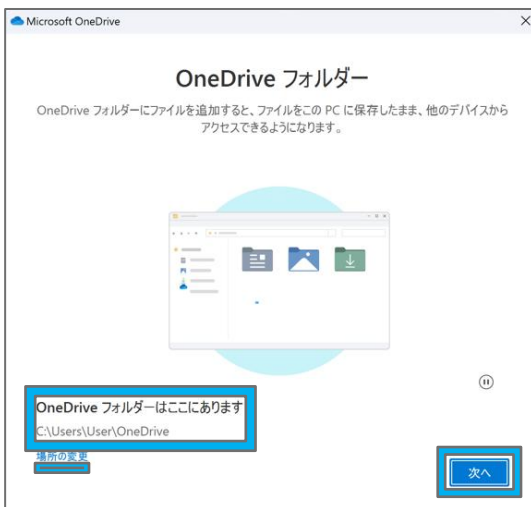 Microsoft OneDrive
OneDrive フォルダー
OneDrive フォルダーにファイルを追加すると、ファイルをこの PC に保存したまま、他のデバイスから
アクセスできるようになります。
OneDrive フォルダーはここにあります
C:\Users\User\OneDrive
場所の変更
次へ